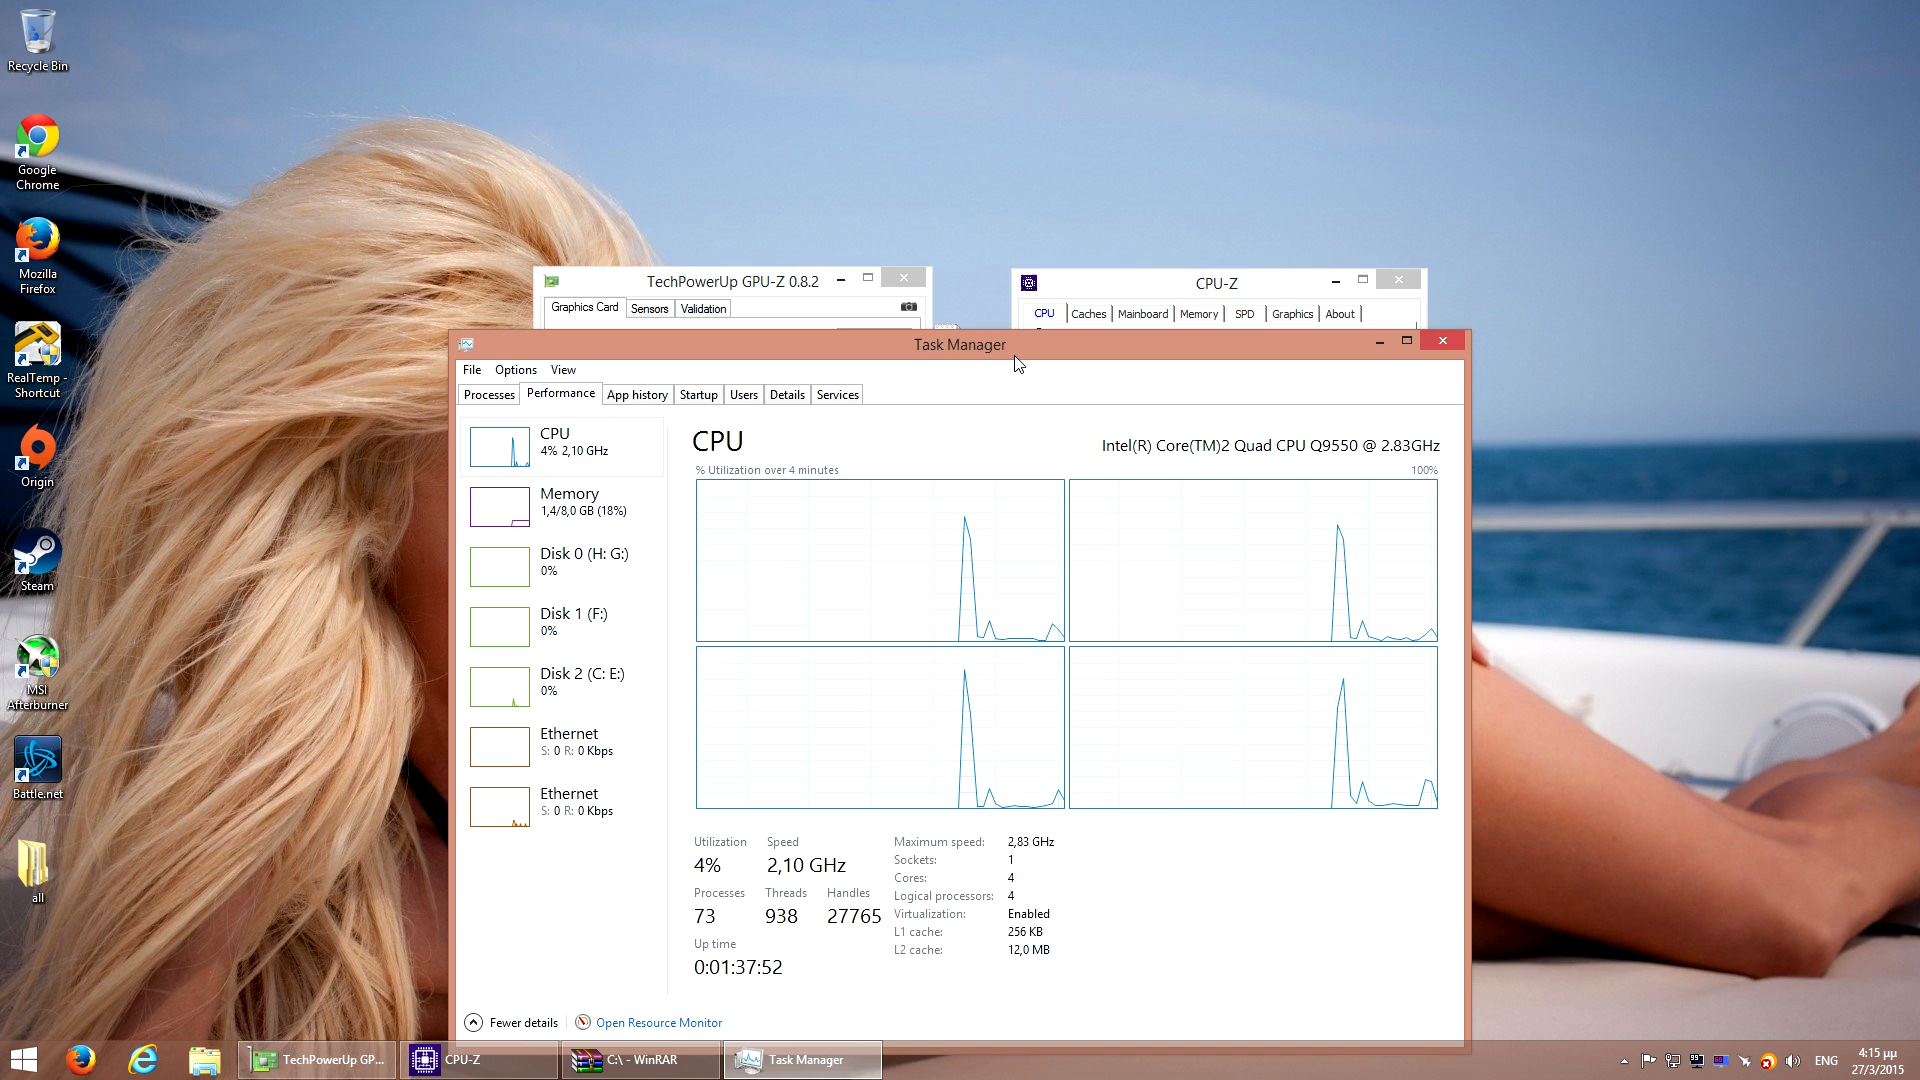 Recycle Bin
Google
Chrome
Mozilla
Firefox
RealTemp -
Shortcut
Origin
Steam
MSI
Afterburner
Battle.net
all
TechPowerUp GPU-Z 0.8.2
Graphics Card Sensors Validation
CPU-Z
CPU Caches Mainboard Memory SPD Graphics About
Task Manager
File Options View
Processes Performance App history Startup Users Details Services
CPU
4% 2,10 GHz
Memory
1,4/8,0 GB (18%)
Disk 0 (H: G:)
0%
Disk 1 (F:)
0%
Disk 2 (C: E:)
0%
Ethernet
S: 0 R: 0 Kbps
Ethernet
S: 0 R: 0 Kbps
CPU
Intel(R) Core(TM)2 Quad CPU Q9550 @ 2.83GHz
% Utilization over 4 minutes 100%
Utilization Speed
4% 2,10 GHz
Processes Threads Handles
73 938 27765
Up time
0:01:37:52
Maximum speed: 2,83 GHz
Sockets: 1
Cores: 4
Logical processors: 4
Virtualization: Enabled
L1 cache: 256 KB
L2 cache: 12,0 MB
Fewer details Open Resource Monitor
TechPowerUp GP... CPU-Z C:\ - WinRAR Task Manager
ENG
4:15 μμ
27/3/2015